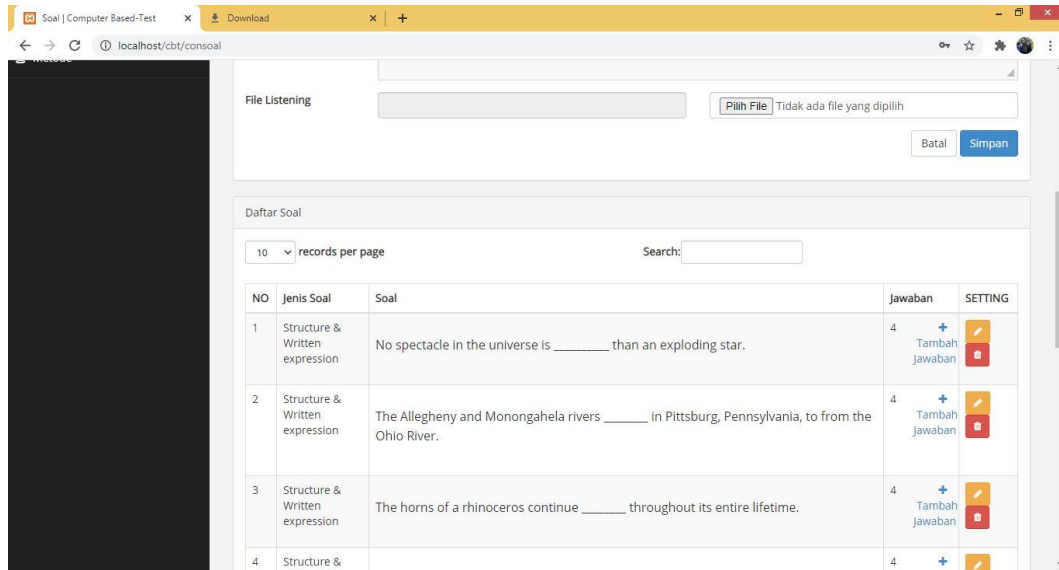 Soal | Computer Based-Test
Download
localhost/cbt/consoal
File Listening
Pilih File Tidak ada file yang dipilih
Batal Simpan
Daftar Soal
10 records per page Search:
NO Jenis Soal Soal Jawaban SETTING
1 Structure & Written expression No spectacle in the universe is __________ than an exploding star. 4 + Tambah Jawaban
2 Structure & Written expression The Allegheny and Monongahela rivers ________ in Pittsburg, Pennsylvania, to from the
Ohio River. 4 + Tambah Jawaban
3 Structure & Written expression The horns of a rhinoceros continue ________ throughout its entire lifetime. 4 + Tambah Jawaban
4 Structure & 4 +